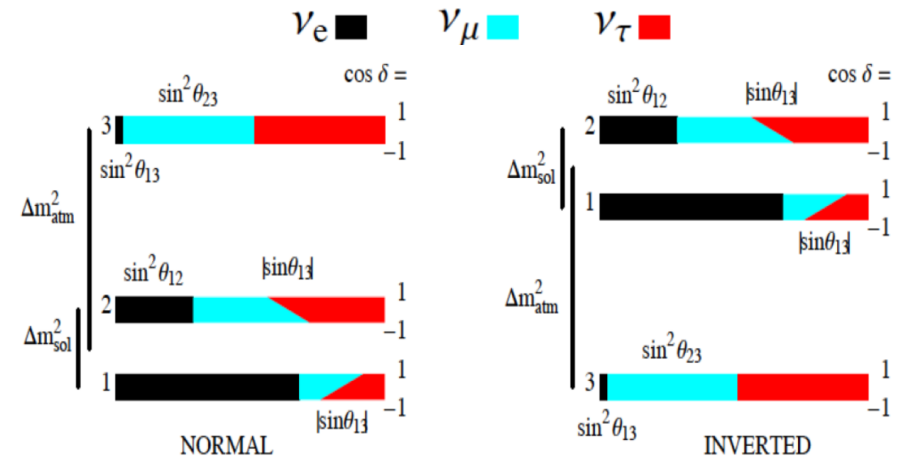 νe νμ ντ
cos δ =
sin²θ23
1
3
−1
sin²θ13
Δm²atm
sin²θ12
|sinθ13|
1
2
−1
Δm²sol
1
1
−1
|sinθ13|
NORMAL
cos δ =
sin²θ12
|sinθ13|
1
2
−1
Δm²sol
1
1
−1
|sinθ13|
Δm²atm
sin²θ23
1
3
−1
sin²θ13
INVERTED